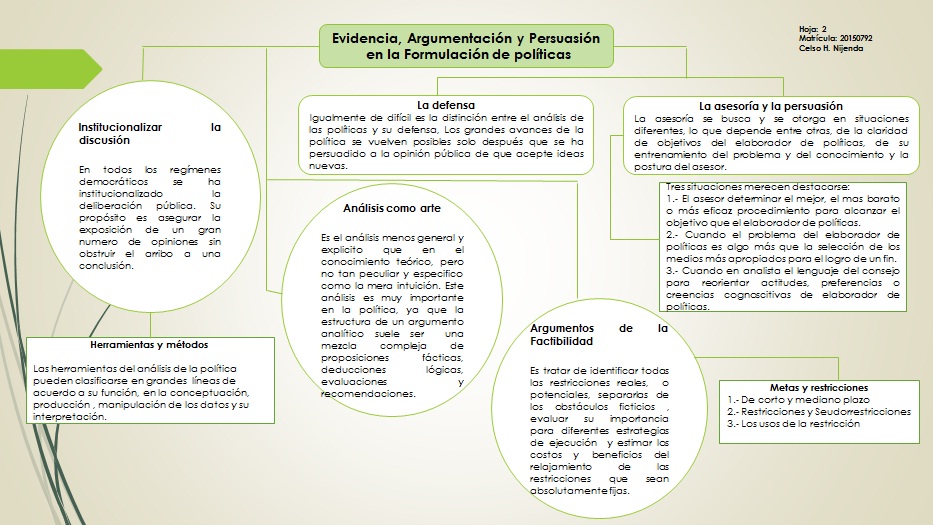 Evidencia, Argumentación y Persuasión
en la Formulación de políticas
Hoja: 2
Matrícula: 20150792
Celso H. Nijenda
Institucionalizar la
discusión
En todos los regímenes
democráticos se ha
institucionalizado la
deliberación pública. Su
propósito es asegurar la
exposición de un gran
numero de opiniones sin
obstruir el arribo a una
conclusión.
Herramientas y métodos
Las herramientas del análisis de la política
pueden clasificarse en grandes líneas de
acuerdo a su función, en la conceptuación,
producción , manipulación de los datos y su
interpretación.
La defensa
Igualmente de difícil es la distinción entre el análisis de
las políticas y su defensa, Los grandes avances de la
política se vuelven posibles solo después que se ha
persuadido a la opinión pública de que acepte ideas
nuevas.
Análisis como arte
Es el análisis menos general y
explicito que en el
conocimiento teórico, pero
no tan peculiar y especifico
como la mera intuición. Este
análisis es muy importante
en la política, ya que la
estructura de un argumento
analítico suele ser una
mezcla compleja de
proposiciones fácticas,
deducciones lógicas,
evaluaciones y
recomendaciones.
La asesoría y la persuasión
La asesoría se busca y se otorga en situaciones
diferentes, lo que depende entre otras, de la claridad
de objetivos del elaborador de políticas, de su
entrenamiento del problema y del conocimiento y la
postura del asesor.
Tres situaciones merecen destacarse:
1.- El asesor determinar el mejor, el mas barato
o más eficaz procedimiento para alcanzar el
objetivo que el elaborador de políticas.
2.- Cuando el problema del elaborador de
políticas es algo más que la selección de los
medios más apropiados para el logro de un fin.
3.- Cuando en analista el lenguaje del consejo
para reorientar actitudes, preferencias o
creencias cognoscitivas de elaborador de
políticas.
Argumentos de la
Factibilidad
Es tratar de identificar todas
las restricciones reales, o
potenciales, separarlas de
los obstáculos ficticios ,
evaluar su importancia
para diferentes estrategias
de ejecución y estimar los
costos y beneficios del
relajamiento de las
restricciones que sean
absolutamente fijas.
Metas y restricciones
1.- De corto y mediano plazo
2.- Restricciones y Seudorrestricciones
3.- Los usos de la restricción